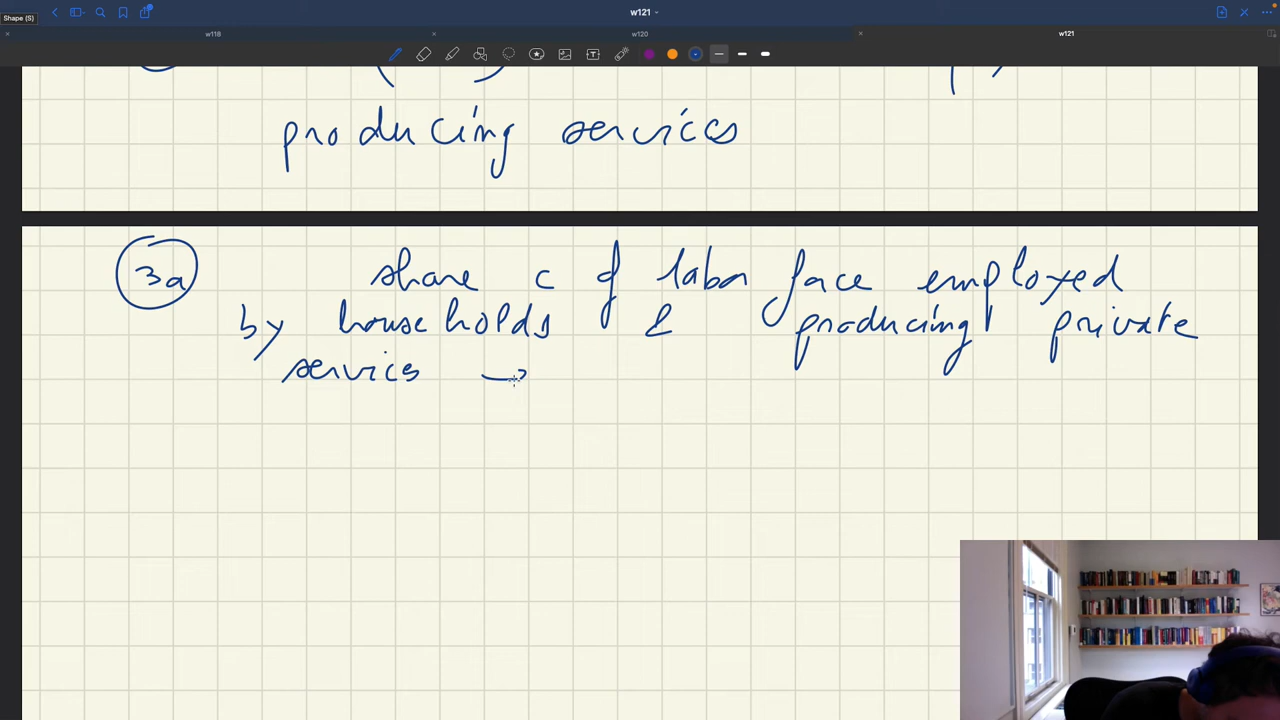 w121
Shape (S)
w118
w120
w121
producing services
3a share c of labor force employed
by households & producing private
services →